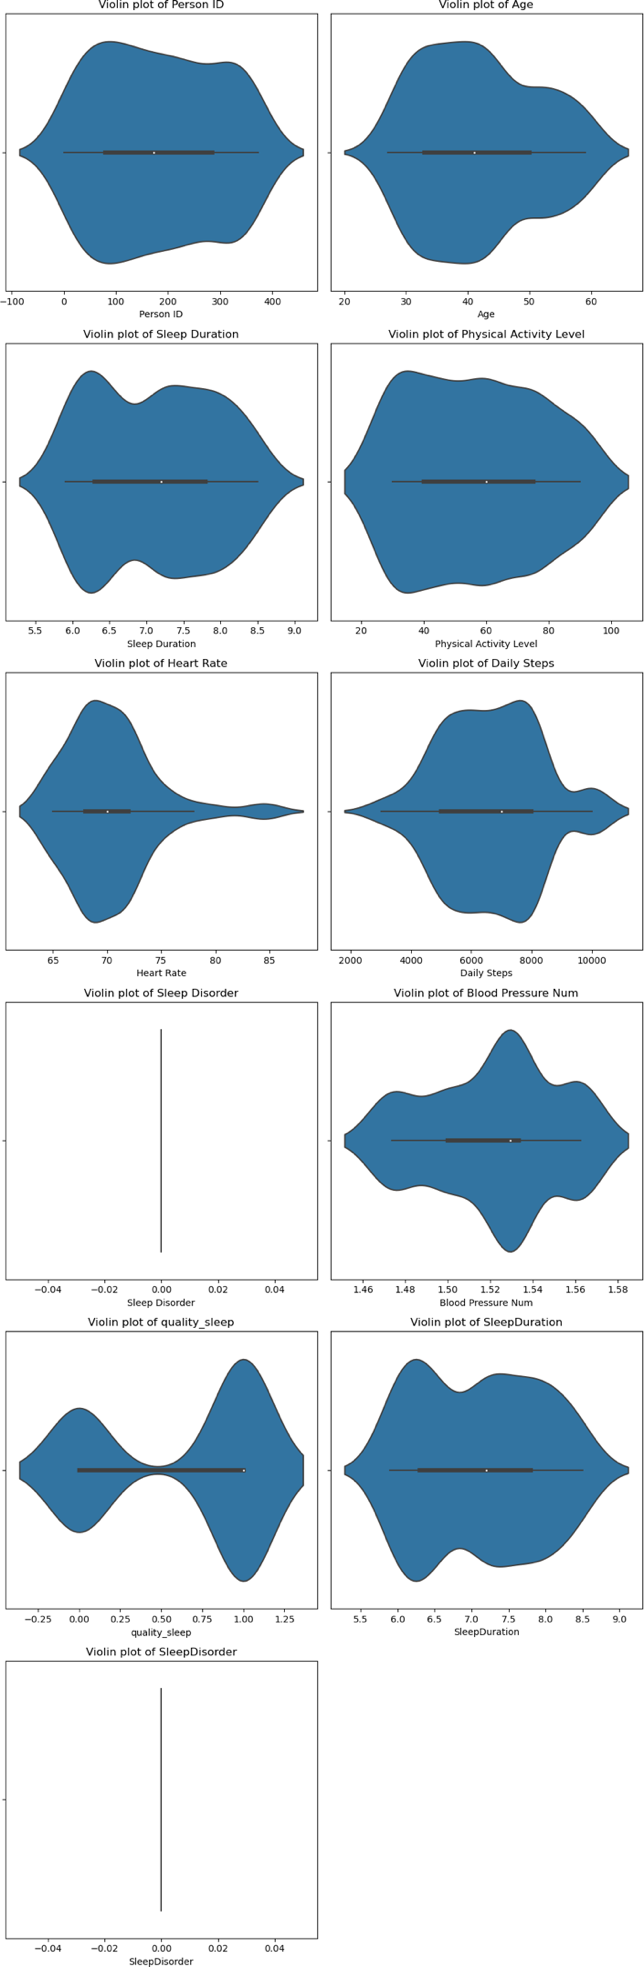 Violin plot of Person ID
Violin plot of Age
−100 0 100 200 300 400
20 30 40 50 60
Person ID
Age
Violin plot of Sleep Duration
Violin plot of Physical Activity Level
5.5 6.0 6.5 7.0 7.5 8.0 8.5 9.0
20 40 60 80 100
Sleep Duration
Physical Activity Level
Violin plot of Heart Rate
Violin plot of Daily Steps
65 70 75 80 85
2000 4000 6000 8000 10000
Heart Rate
Daily Steps
Violin plot of Sleep Disorder
Violin plot of Blood Pressure Num
−0.04 −0.02 0.00 0.02 0.04
1.46 1.48 1.50 1.52 1.54 1.56 1.58
Sleep Disorder
Blood Pressure Num
Violin plot of quality_sleep
Violin plot of SleepDuration
−0.25 0.00 0.25 0.50 0.75 1.00 1.25
5.5 6.0 6.5 7.0 7.5 8.0 8.5 9.0
quality_sleep
SleepDuration
Violin plot of SleepDisorder
−0.04 −0.02 0.00 0.02 0.04
SleepDisorder